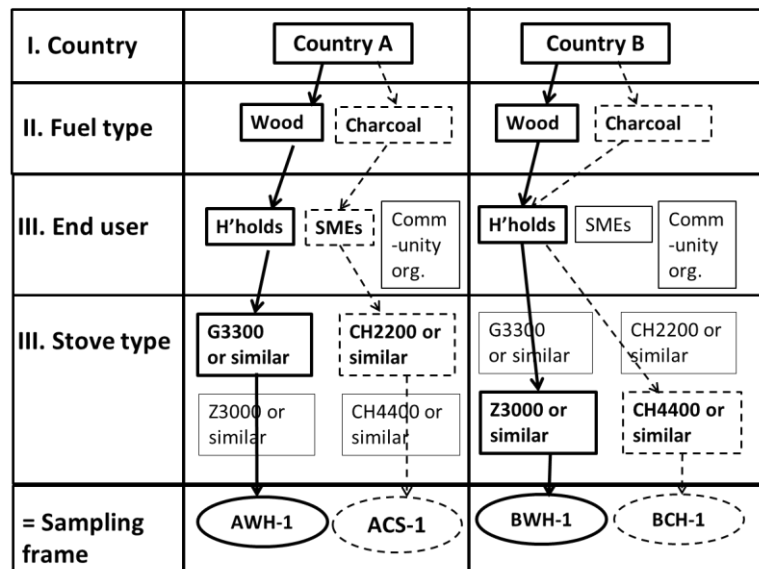 I. Country
Country A
Country B
II. Fuel type
Wood
Charcoal
Wood
Charcoal
III. End user
H'holds
SMEs
Comm
-unity
org.
H'holds
SMEs
Comm
-unity
org.
III. Stove type
G3300
or similar
CH2200 or
similar
G3300
or similar
CH2200 or
similar
Z3000 or
similar
CH4400 or
similar
Z3000 or
similar
CH4400 or
similar
= Sampling
frame
AWH-1
ACS-1
BWH-1
BCH-1